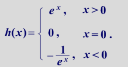 h(x) = { e^x, x > 0
0, x = 0.
-1/e^x, x < 0